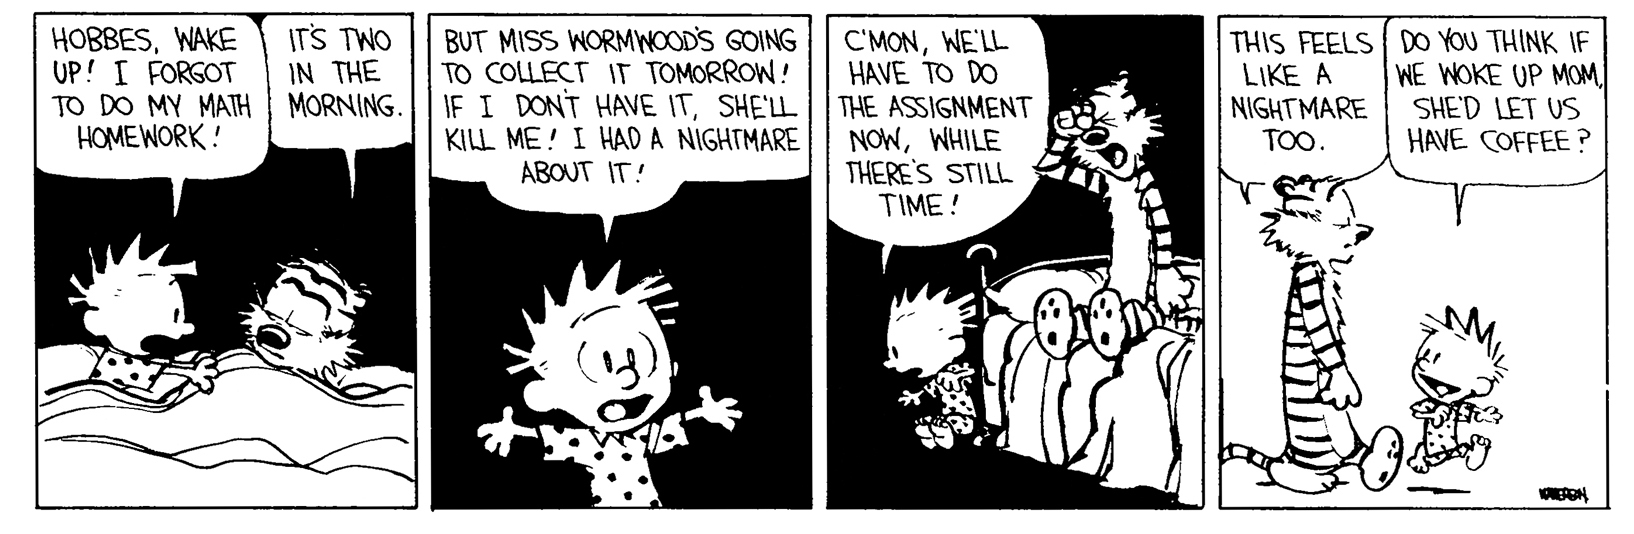 HOBBES, WAKE
UP! I FORGOT
TO DO MY MATH
HOMEWORK!
IT'S TWO
IN THE
MORNING.
BUT MISS WORMWOOD'S GOING
TO COLLECT IT TOMORROW!
IF I DON'T HAVE IT, SHE'LL
KILL ME! I HAD A NIGHTMARE
ABOUT IT!
C'MON, WE'LL
HAVE TO DO
THE ASSIGNMENT
NOW, WHILE
THERE'S STILL
TIME!
THIS FEELS
LIKE A
NIGHTMARE
TOO.
DO YOU THINK IF
WE WOKE UP MOM,
SHE'D LET US
HAVE COFFEE?
WATTERSON